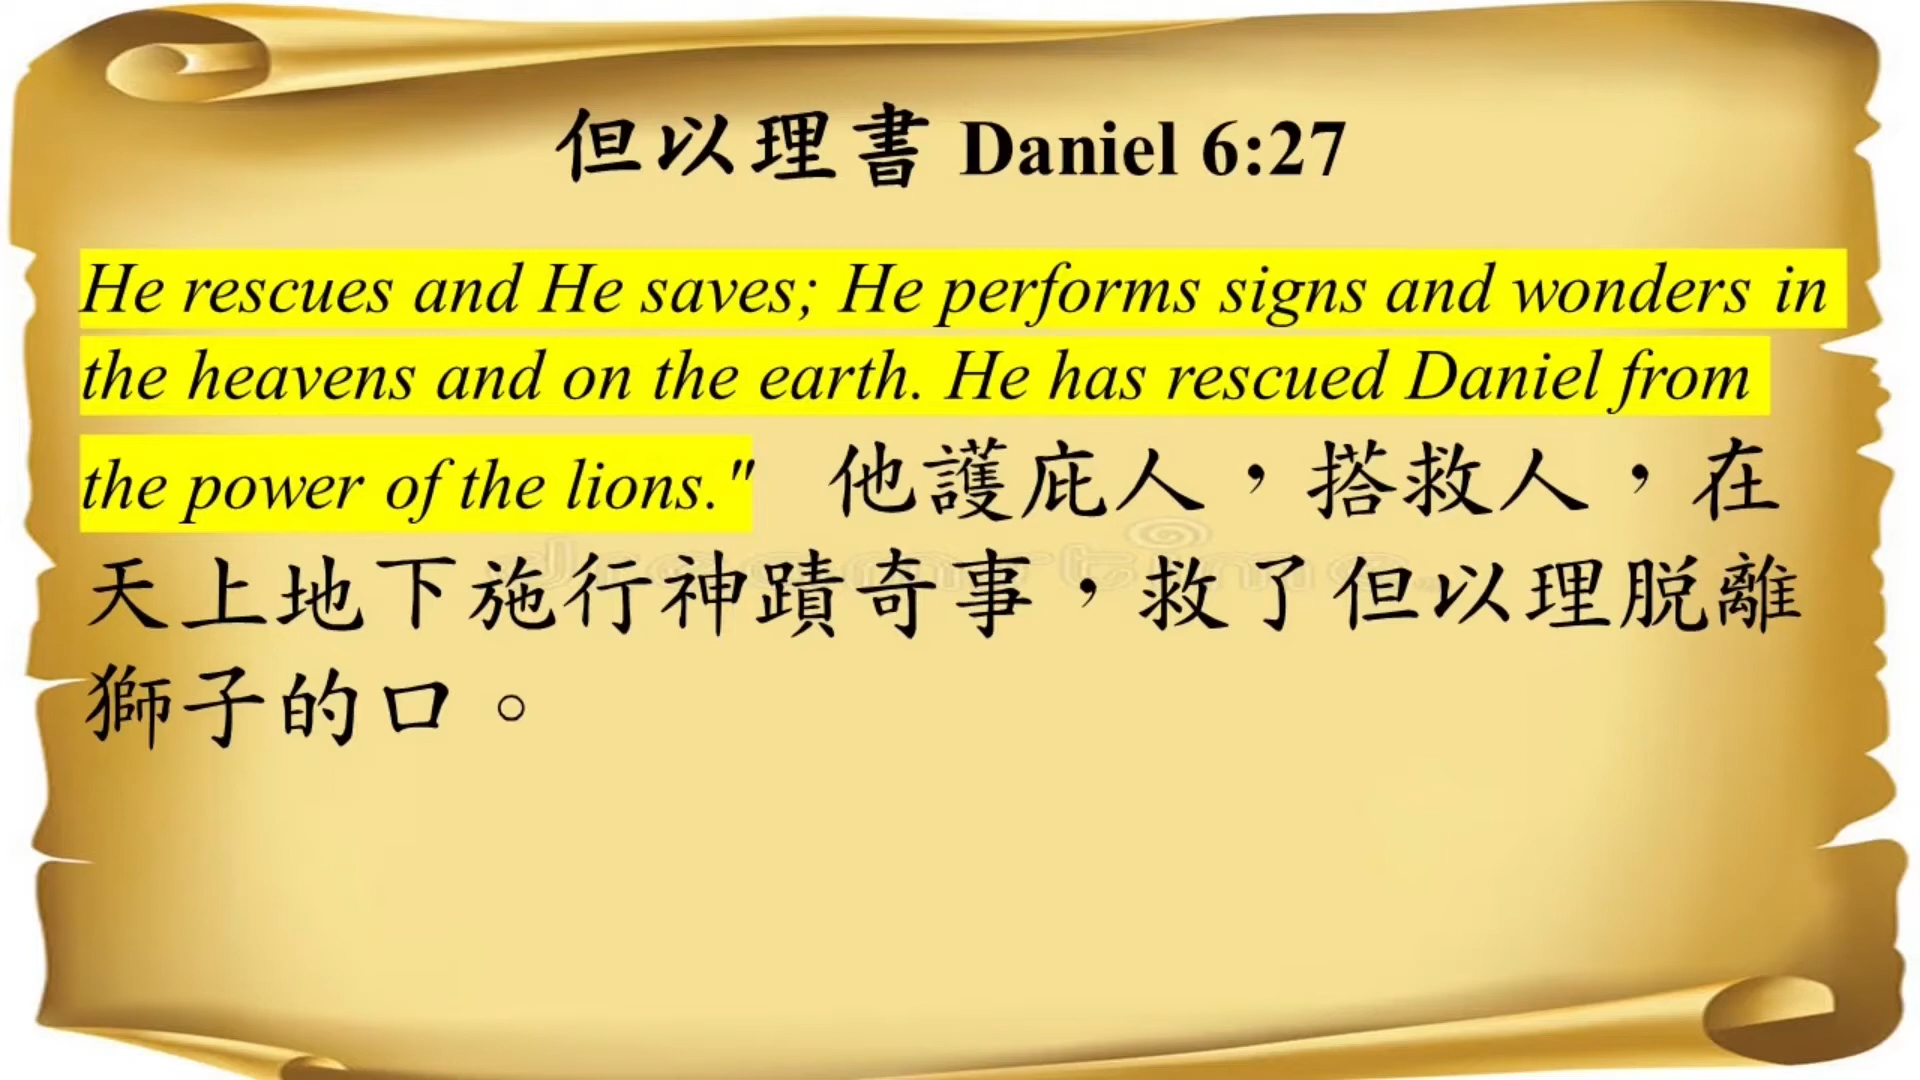 但以理書 Daniel 6:27
He rescues and He saves; He performs signs and wonders in
the heavens and on the earth. He has rescued Daniel from
the power of the lions." 他護庇人，搭救人，在
天上地下施行神蹟奇事，救了但以理脫離
獅子的口。
dreamstime